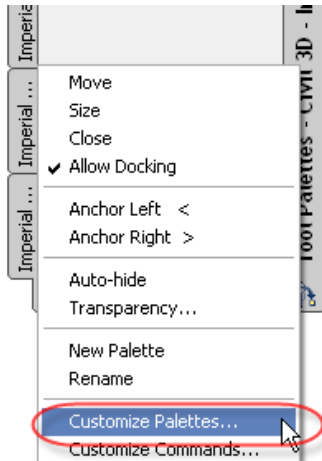 Imperial ...
Imperial ...
Tool Palettes - Civil 3D - I
Move
Size
Close
Allow Docking
Anchor Left <
Anchor Right >
Auto-hide
Transparency...
New Palette
Rename
Customize Palettes...
Customize Commands...